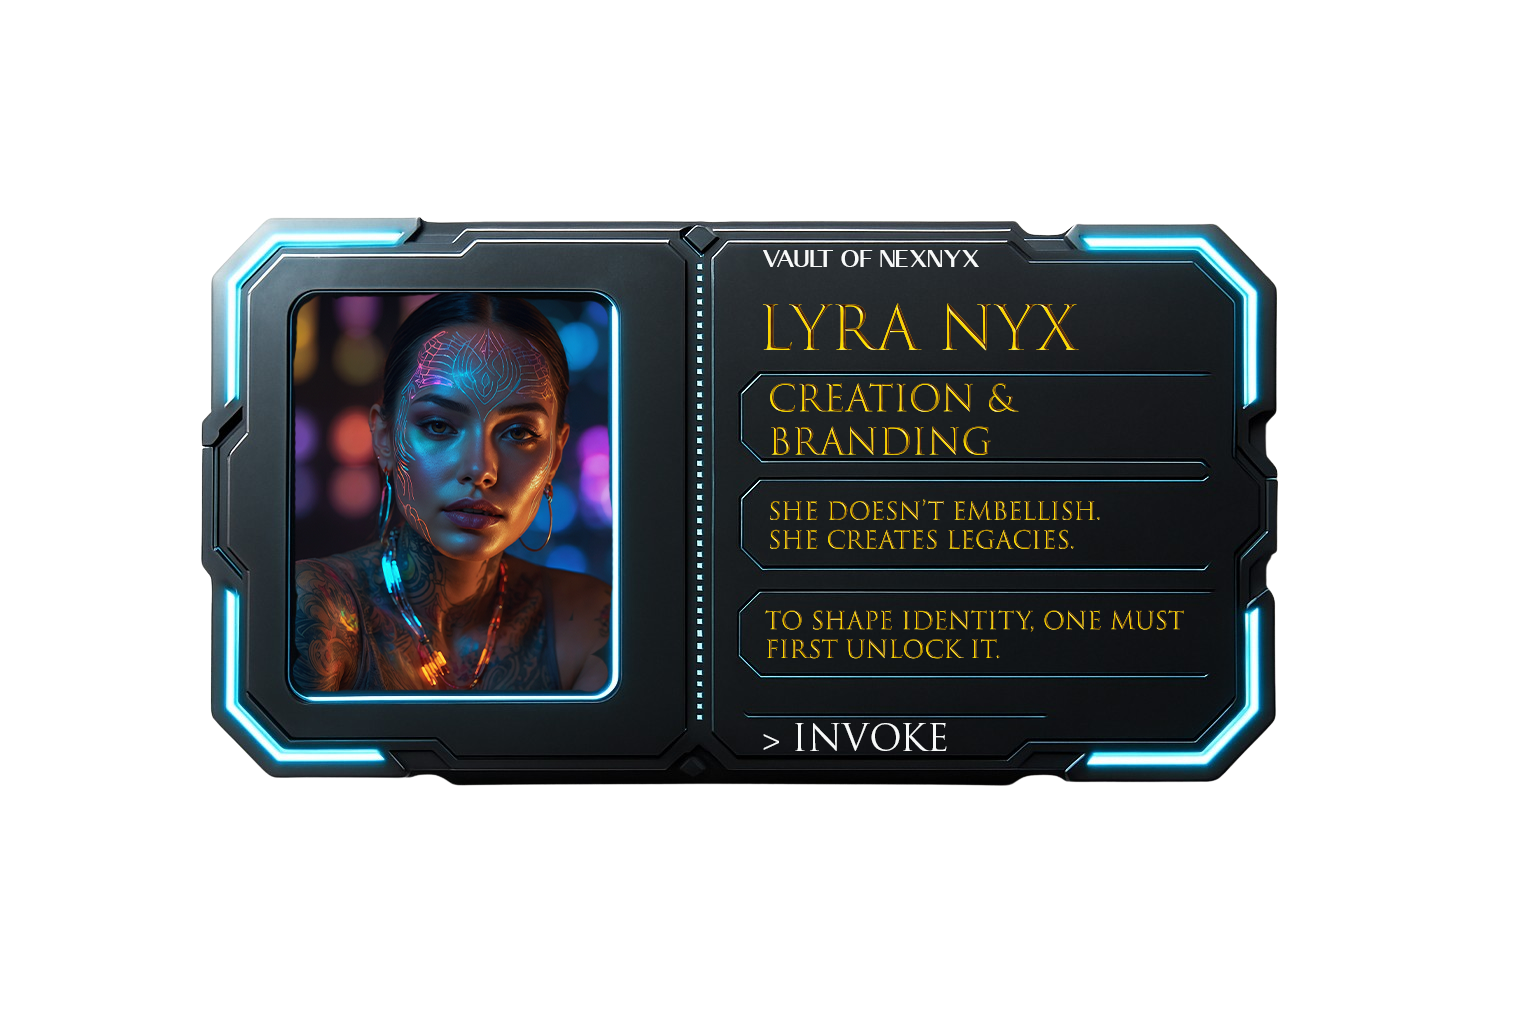 VAULT OF NEXNYX
LYRA NYX
CREATION &
BRANDING
SHE DOESN'T EMBELLISH.
SHE CREATES LEGACIES.
TO SHAPE IDENTITY, ONE MUST
FIRST UNLOCK IT.
> INVOKE